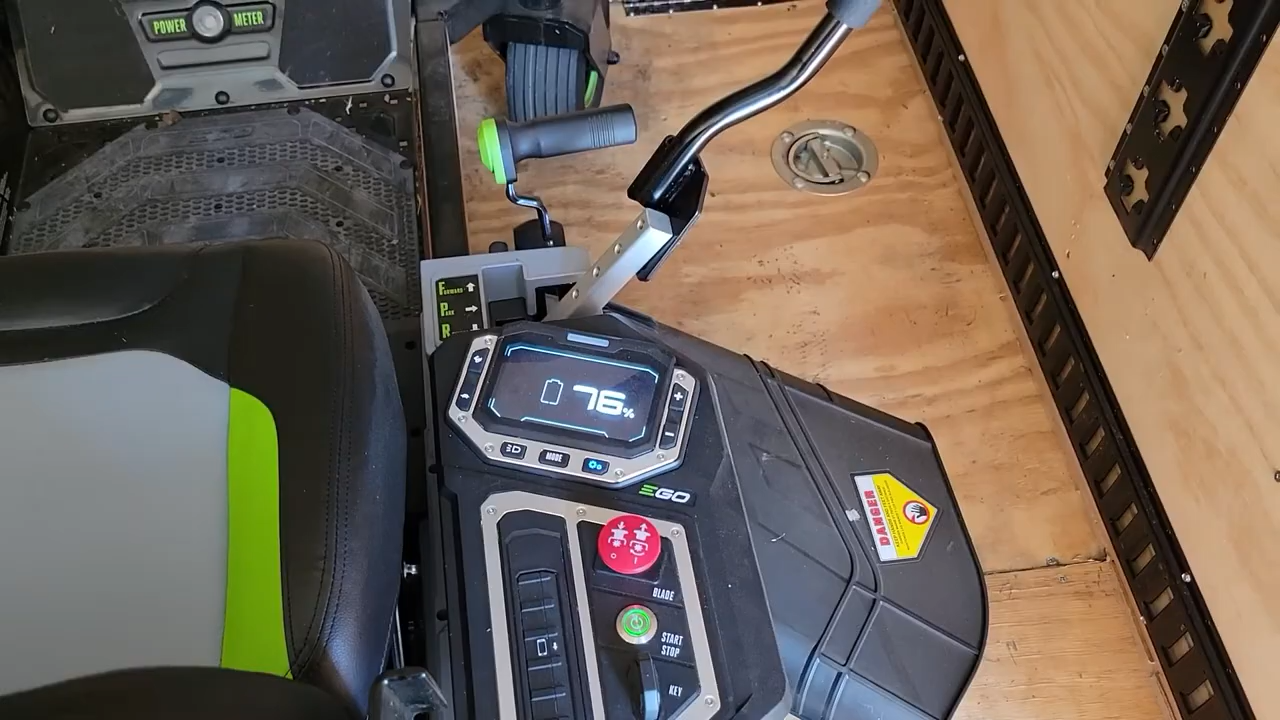 POWER METER
FORWARD
PARK
R
76%
MODE
EGO
DANGER
BLADE
START
STOP
KEY